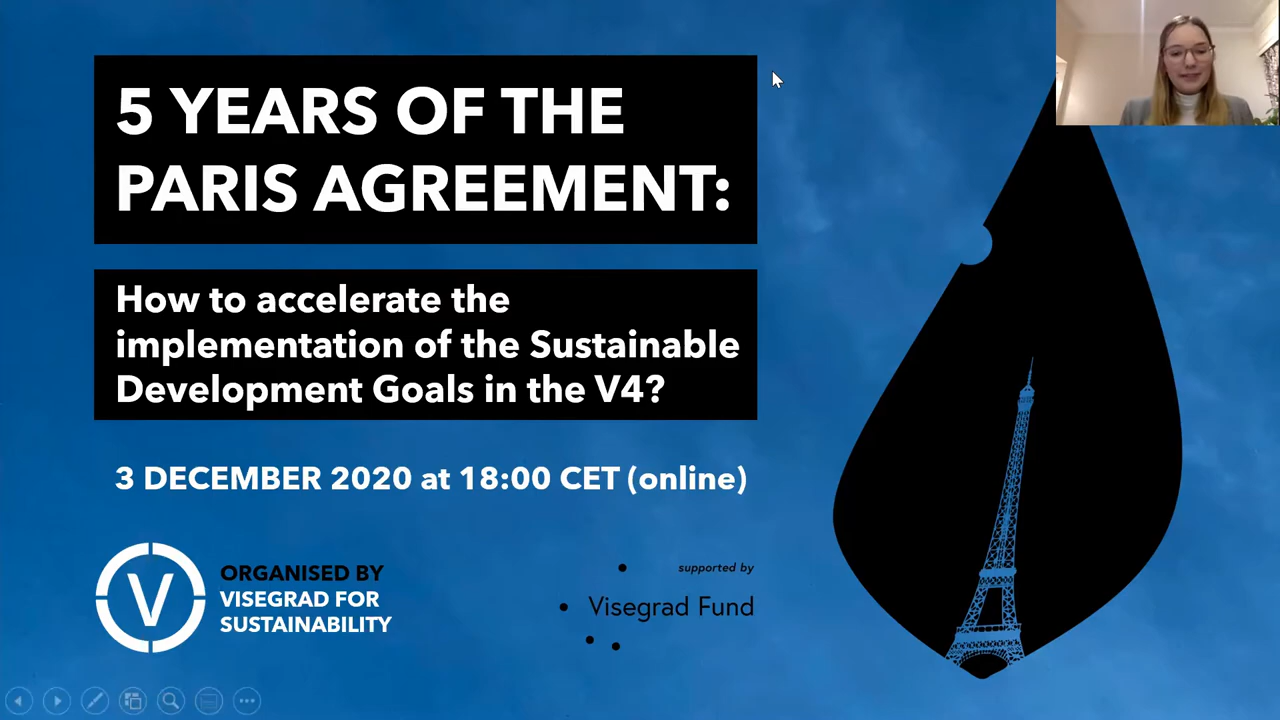 5 YEARS OF THE
PARIS AGREEMENT:
How to accelerate the
implementation of the Sustainable
Development Goals in the V4?
3 DECEMBER 2020 at 18:00 CET (online)
V
ORGANISED BY
VISEGRAD FOR
SUSTAINABILITY
supported by
Visegrad Fund